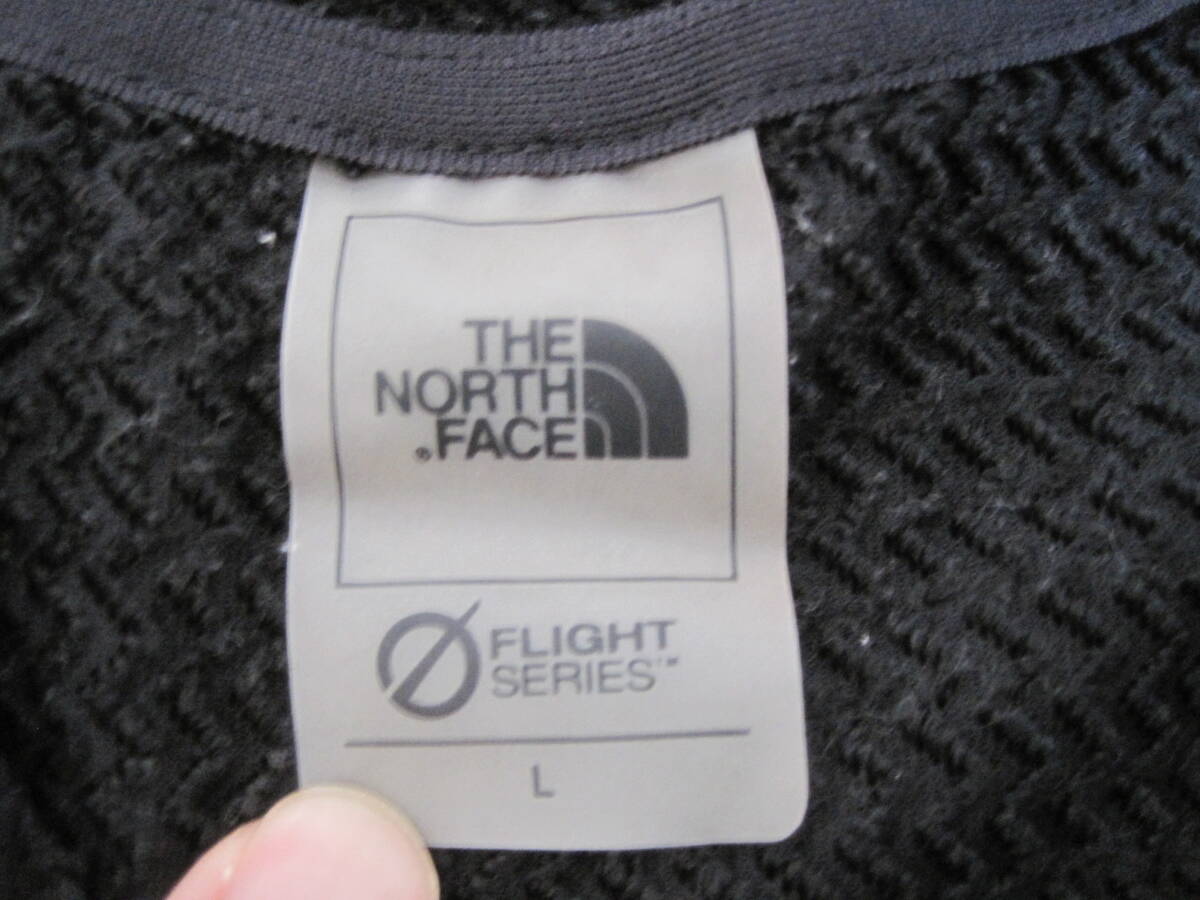 THE
NORTH
®FACE
FLIGHT
SERIES™
L